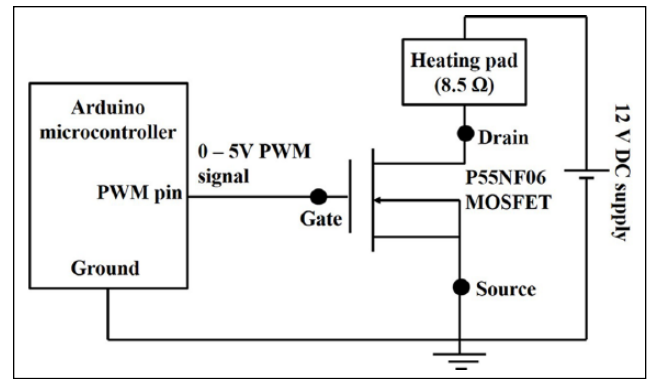 Heating pad
(8.5 Ω)
Arduino
microcontroller
0 – 5V PWM
signal
Drain
12 V DC supply
P55NF06
MOSFET
PWM pin
Gate
Ground
Source